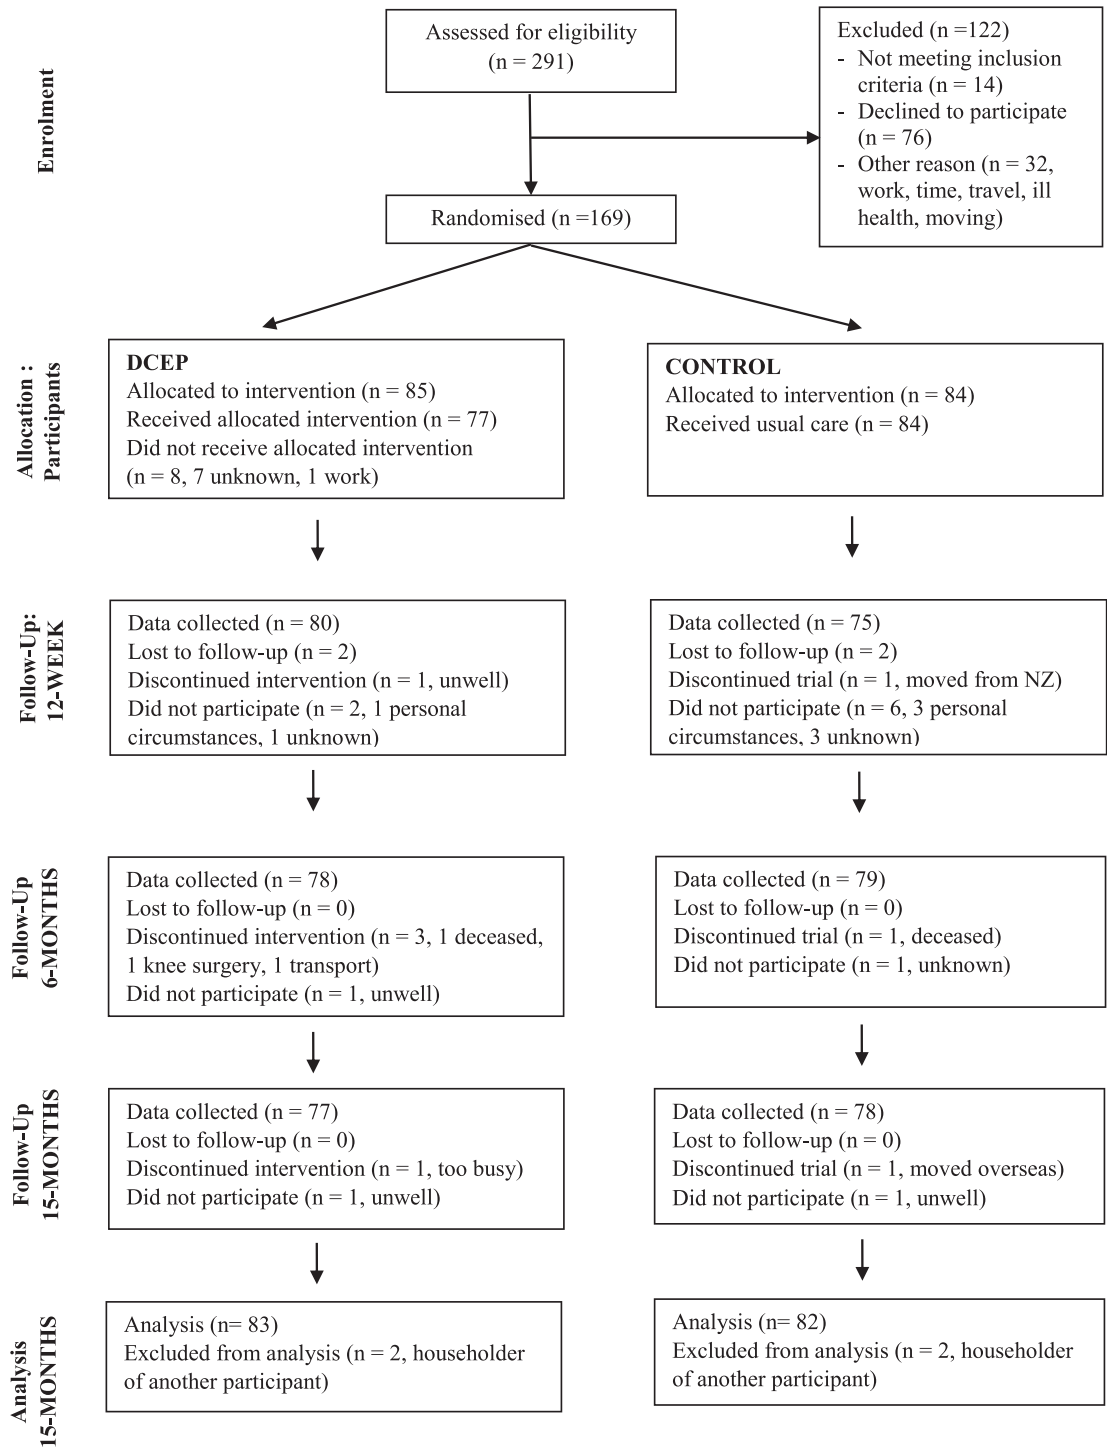 Assessed for eligibility
(n = 291)
Excluded (n =122)
- Not meeting inclusion
criteria (n = 14)
- Declined to participate
(n = 76)
- Other reason (n = 32,
work, time, travel, ill
health, moving)
Enrolment
Randomised (n =169)
Allocation :
Participants
DCEP
Allocated to intervention (n = 85)
Received allocated intervention (n = 77)
Did not receive allocated intervention
(n = 8, 7 unknown, 1 work)
CONTROL
Allocated to intervention (n = 84)
Received usual care (n = 84)
Follow-Up:
12-WEEK
Data collected (n = 80)
Lost to follow-up (n = 2)
Discontinued intervention (n = 1, unwell)
Did not participate (n = 2, 1 personal
circumstances, 1 unknown)
Data collected (n = 75)
Lost to follow-up (n = 2)
Discontinued trial (n = 1, moved from NZ)
Did not participate (n = 6, 3 personal
circumstances, 3 unknown)
Follow-Up
6-MONTHS
Data collected (n = 78)
Lost to follow-up (n = 0)
Discontinued intervention (n = 3, 1 deceased,
1 knee surgery, 1 transport)
Did not participate (n = 1, unwell)
Data collected (n = 79)
Lost to follow-up (n = 0)
Discontinued trial (n = 1, deceased)
Did not participate (n = 1, unknown)
Follow-Up
15-MONTHS
Data collected (n = 77)
Lost to follow-up (n = 0)
Discontinued intervention (n = 1, too busy)
Did not participate (n = 1, unwell)
Data collected (n = 78)
Lost to follow-up (n = 0)
Discontinued trial (n = 1, moved overseas)
Did not participate (n = 1, unwell)
Analysis
15-MONTHS
Analysis (n= 83)
Excluded from analysis (n = 2, householder
of another participant)
Analysis (n= 82)
Excluded from analysis (n = 2, householder
of another participant)